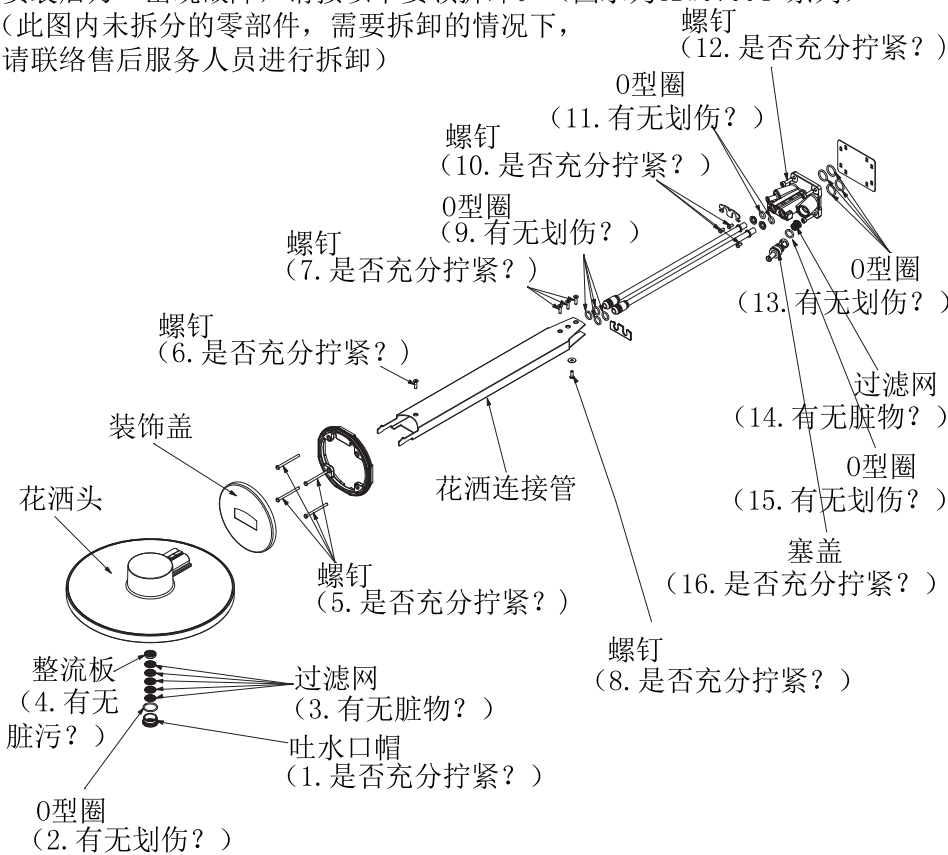 （此图内未拆分的零部件，需要拆卸的情况下，
请联络售后服务人员进行拆卸）
螺钉
（12.是否充分拧紧？）
O型圈
（11.有无划伤？）
螺钉
（10.是否充分拧紧？）
O型圈
（9.有无划伤？）
螺钉
（7.是否充分拧紧？）
O型圈
（13.有无划伤？）
螺钉
（6.是否充分拧紧？）
过滤网
（14.有无脏物？）
装饰盖
O型圈
（15.有无划伤？）
花洒连接管
花洒头
塞盖
（16.是否充分拧紧？）
螺钉
（5.是否充分拧紧？）
螺钉
（8.是否充分拧紧？）
整流板
（4.有无
脏污？）
过滤网
（3.有无脏物？）
吐水口帽
（1.是否充分拧紧？）
O型圈
（2.有无划伤？）